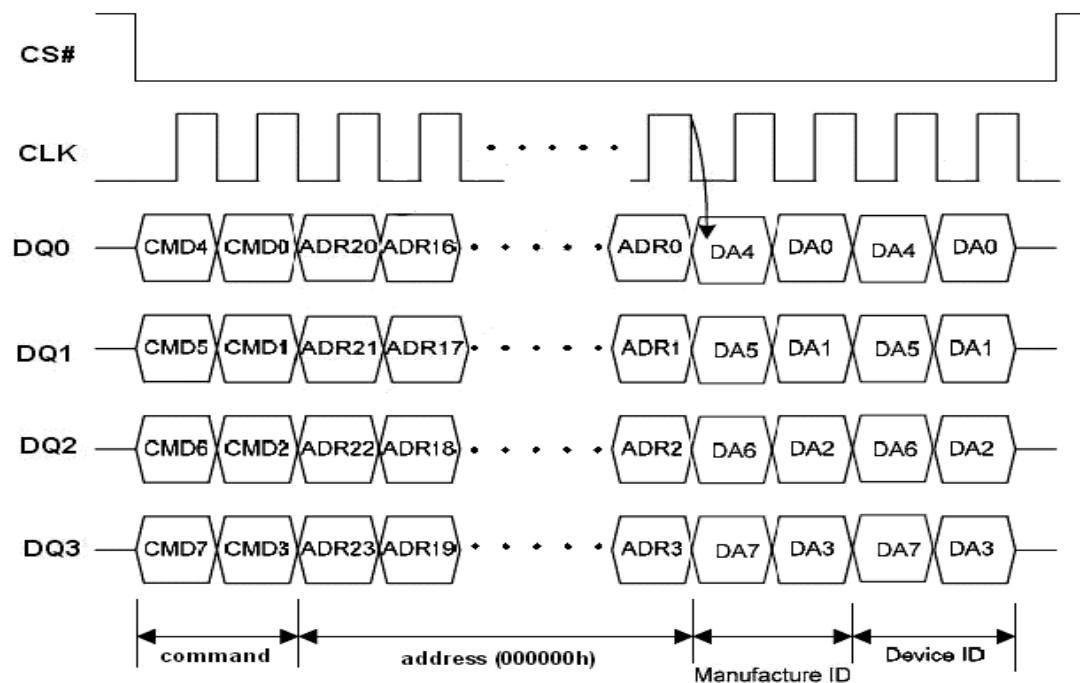 CS#
CLK
DQ0 CMD4 CMD0 ADR20 ADR16 ADR0 DA4 DA0 DA4 DA0
DQ1 CMD5 CMD1 ADR21 ADR17 ADR1 DA5 DA1 DA5 DA1
DQ2 CMD6 CMD2 ADR22 ADR18 ADR2 DA6 DA2 DA6 DA2
DQ3 CMD7 CMD3 ADR23 ADR19 ADR3 DA7 DA3 DA7 DA3
command address (000000h) Manufacture ID Device ID